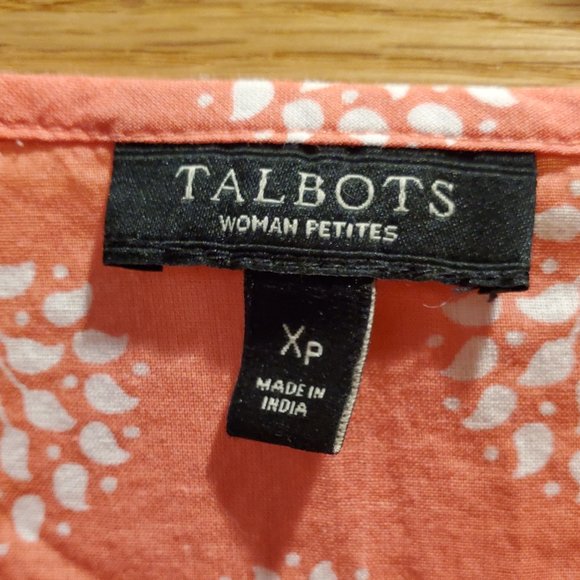 TALBOTS
WOMAN PETITES
XP
MADE IN
INDIA